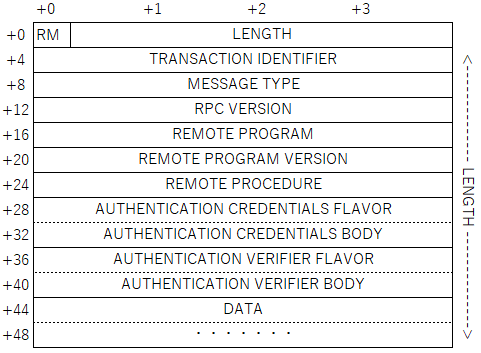 +0 +1 +2 +3
+0 RM LENGTH
+4 TRANSACTION IDENTIFIER
+8 MESSAGE TYPE
+12 RPC VERSION
+16 REMOTE PROGRAM
+20 REMOTE PROGRAM VERSION
+24 REMOTE PROCEDURE
+28 AUTHENTICATION CREDENTIALS FLAVOR
+32 AUTHENTICATION CREDENTIALS BODY
+36 AUTHENTICATION VERIFIER FLAVOR
+40 AUTHENTICATION VERIFIER BODY
+44 DATA
+48 · · · · · · ·
LENGTH